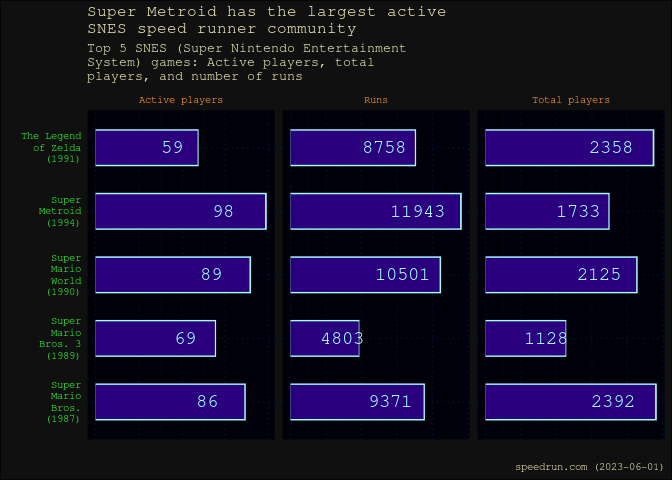 Super Metroid has the largest active
SNES speed runner community
Top 5 SNES (Super Nintendo Entertainment
System) games: Active players, total
players, and number of runs
Active players
Runs
Total players
The Legend
of Zelda
(1991)
59
8758
2358
Super
Metroid
(1994)
98
11943
1733
Super
Mario
World
(1990)
89
10501
2125
Super
Mario
Bros. 3
(1989)
69
4803
1128
Super
Mario
Bros.
(1987)
86
9371
2392
speedrun.com (2023-06-01)